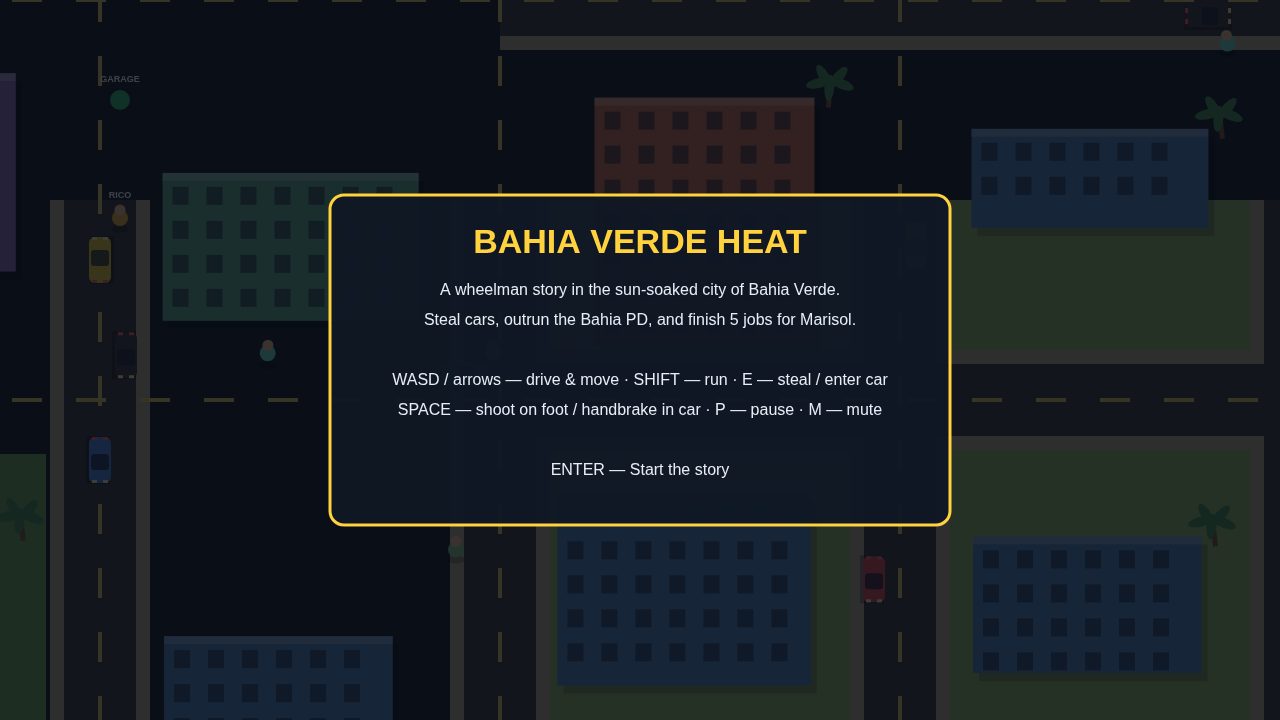 GARAGE
RICO
BAHIA VERDE HEAT
A wheelman story in the sun-soaked city of Bahia Verde.
Steal cars, outrun the Bahia PD, and finish 5 jobs for Marisol.
WASD / arrows — drive & move · SHIFT — run · E — steal / enter car
SPACE — shoot on foot / handbrake in car · P — pause · M — mute
ENTER — Start the story